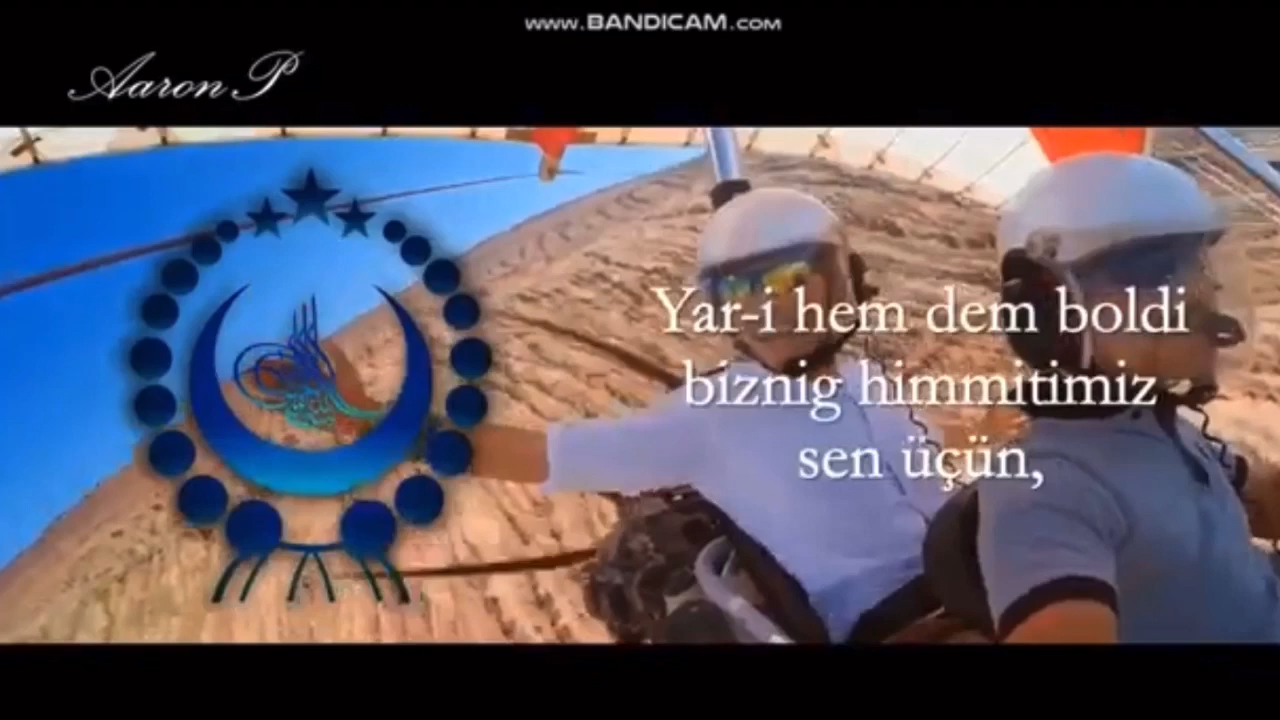 www.BANDICAM.com
Aaron P
Yar-i hem dem boldi
biznig himmitimiz
sen üçün,